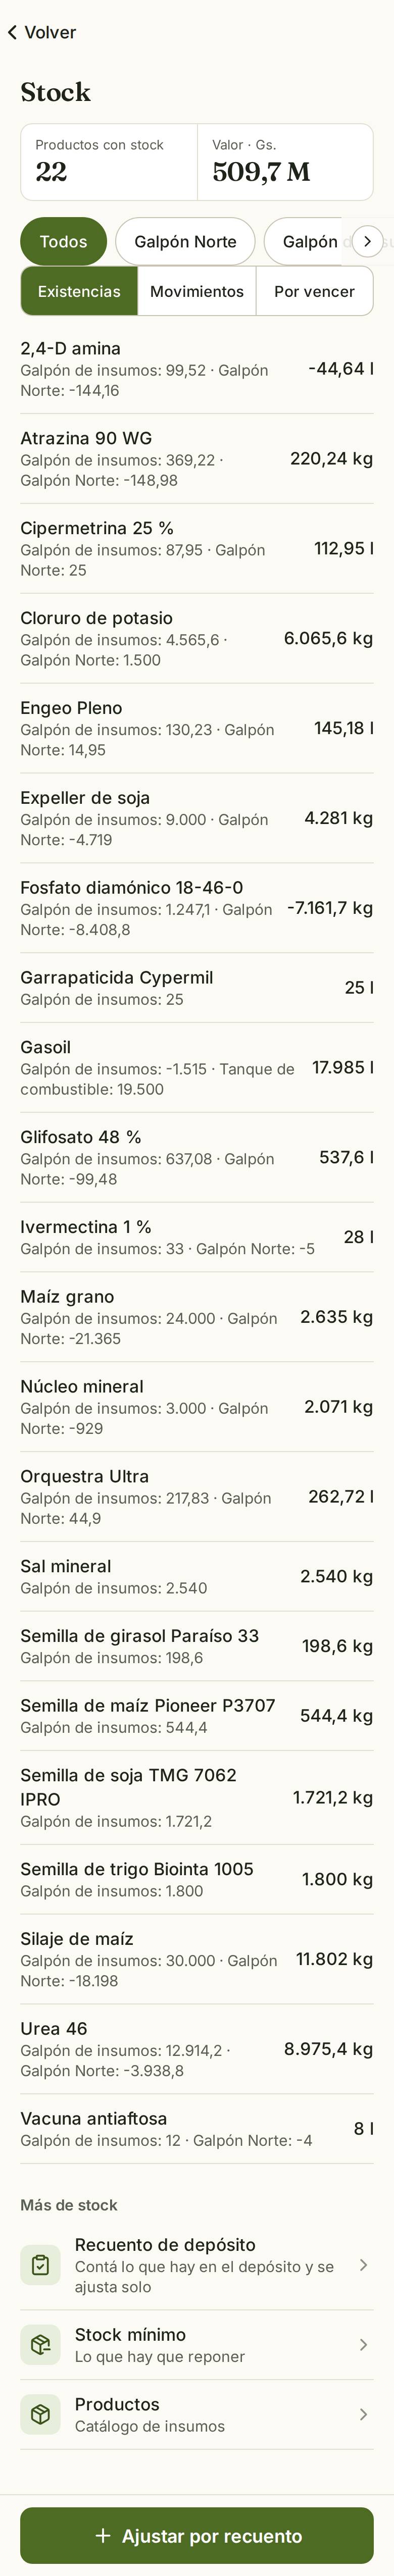 Volver
Stock
Productos con stock
22
Valor · Gs.
509,7 M
Todos
Galpón Norte
Galpón
Existencias
Movimientos
Por vencer
2,4-D amina
Galpón de insumos: 99,52 · Galpón
Norte: -144,16
-44,64 l
Atrazina 90 WG
Galpón de insumos: 369,22 ·
Galpón Norte: -148,98
220,24 kg
Cipermetrina 25 %
Galpón de insumos: 87,95 · Galpón
Norte: 25
112,95 l
Cloruro de potasio
Galpón de insumos: 4.565,6 ·
Galpón Norte: 1.500
6.065,6 kg
Engeo Pleno
Galpón de insumos: 130,23 · Galpón
Norte: 14,95
145,18 l
Expeller de soja
Galpón de insumos: 9.000 · Galpón
Norte: -4.719
4.281 kg
Fosfato diamónico 18-46-0
Galpón de insumos: 1.247,1 · Galpón
Norte: -8.408,8
-7.161,7 kg
Garrapaticida Cypermil
Galpón de insumos: 25
25 l
Gasoil
Galpón de insumos: -1.515 · Tanque de
combustible: 19.500
17.985 l
Glifosato 48 %
Galpón de insumos: 637,08 · Galpón
Norte: -99,48
537,6 l
Ivermectina 1 %
Galpón de insumos: 33 · Galpón Norte: -5
28 l
Maíz grano
Galpón de insumos: 24.000 · Galpón
Norte: -21.365
2.635 kg
Núcleo mineral
Galpón de insumos: 3.000 · Galpón
Norte: -929
2.071 kg
Orquestra Ultra
Galpón de insumos: 217,83 · Galpón
Norte: 44,9
262,72 l
Sal mineral
Galpón de insumos: 2.540
2.540 kg
Semilla de girasol Paraíso 33
Galpón de insumos: 198,6
198,6 kg
Semilla de maíz Pioneer P3707
Galpón de insumos: 544,4
544,4 kg
Semilla de soja TMG 7062
IPRO
Galpón de insumos: 1.721,2
1.721,2 kg
Semilla de trigo Biointa 1005
Galpón de insumos: 1.800
1.800 kg
Silaje de maíz
Galpón de insumos: 30.000 · Galpón
Norte: -18.198
11.802 kg
Urea 46
Galpón de insumos: 12.914,2 ·
Galpón Norte: -3.938,8
8.975,4 kg
Vacuna antiaftosa
Galpón de insumos: 12 · Galpón Norte: -4
8 l
Más de stock
Recuento de depósito
Contá lo que hay en el depósito y se
ajusta solo
Stock mínimo
Lo que hay que reponer
Productos
Catálogo de insumos
Ajustar por recuento